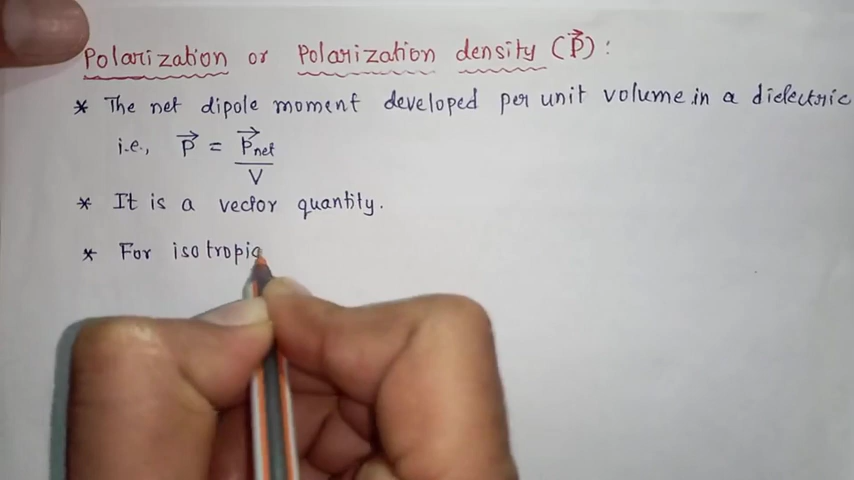 Polarization or Polarization density (P⃗):
* The net dipole moment developed per unit volume in a dielectric
i.e., P⃗ = P⃗net / V
* It is a vector quantity.
* For isotropic